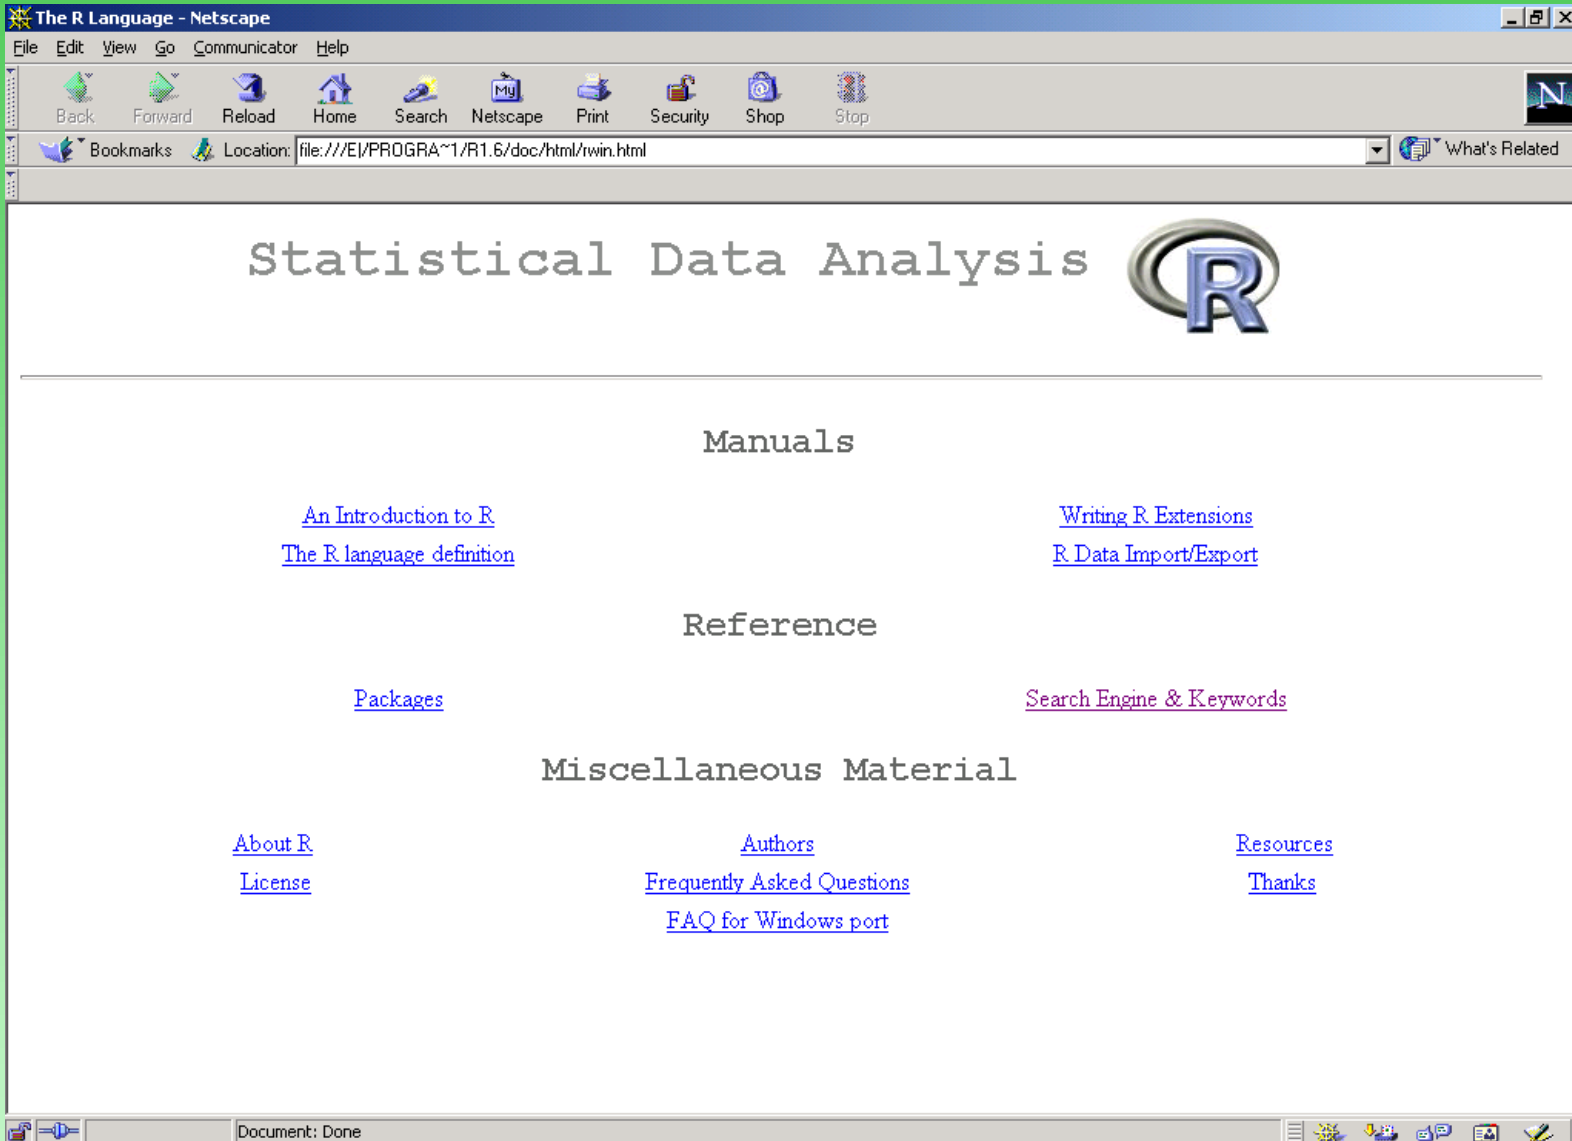 The R Language - Netscape
File Edit View Go Communicator Help
Back Forward Reload Home Search Netscape Print Security Shop Stop
My
N
Bookmarks Location: file:///E|/PROGRA~1/R1.6/doc/html/rwin.html What's Related
Statistical Data Analysis R
Manuals
An Introduction to R Writing R Extensions
The R language definition R Data Import/Export
Reference
Packages Search Engine & Keywords
Miscellaneous Material
About R Authors Resources
License Frequently Asked Questions Thanks
FAQ for Windows port
Document: Done